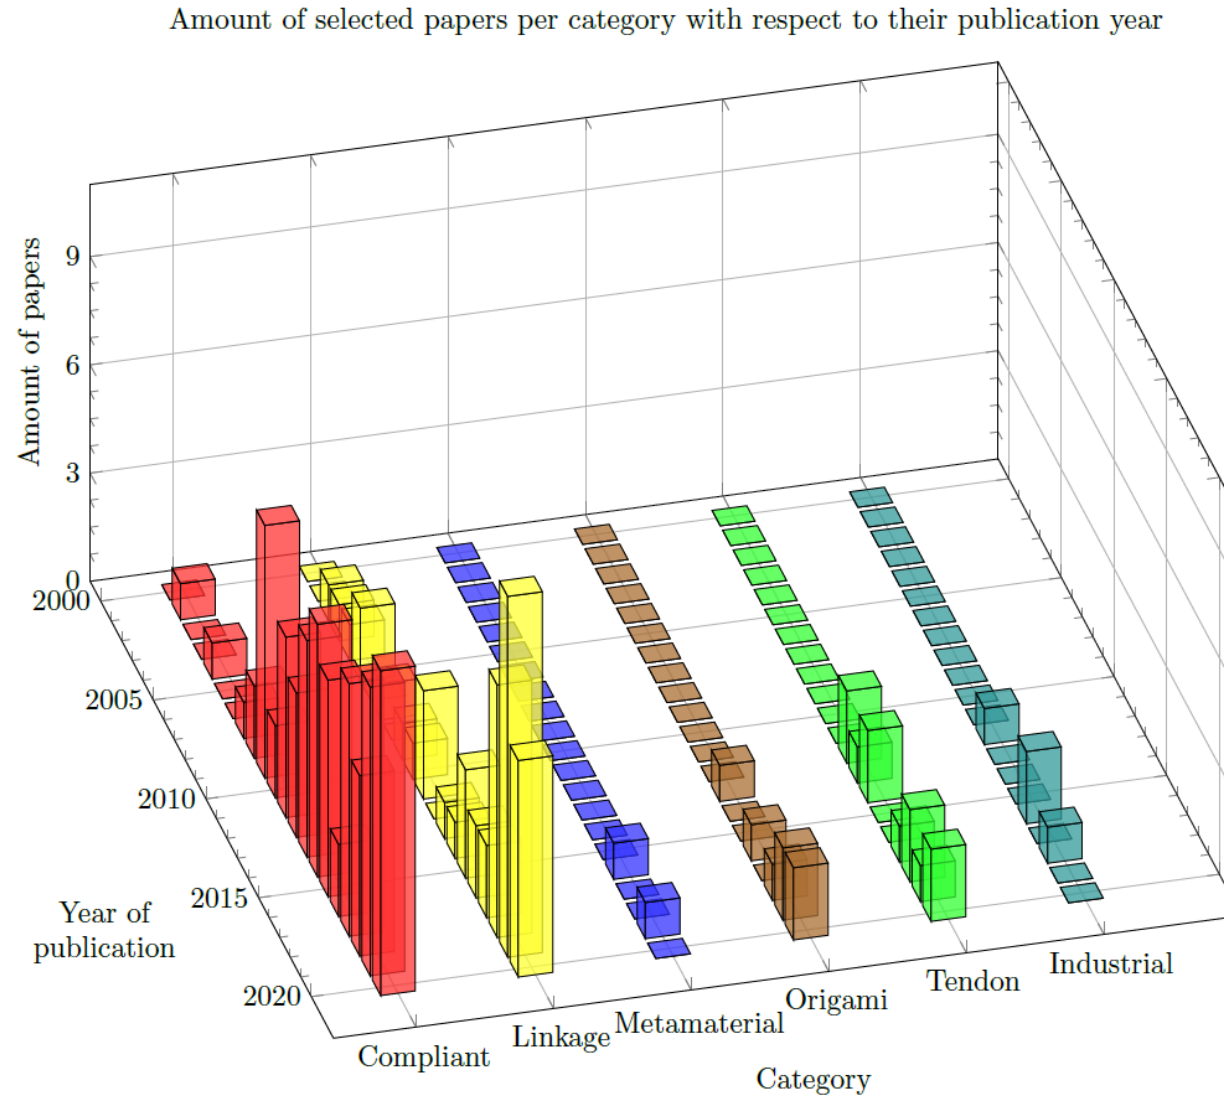 Amount of selected papers per category with respect to their publication year
Amount of papers
9
6
3
0
2000
2005
2010
2015
2020
Year of
publication
Compliant
Linkage
Metamaterial
Origami
Tendon
Industrial
Category